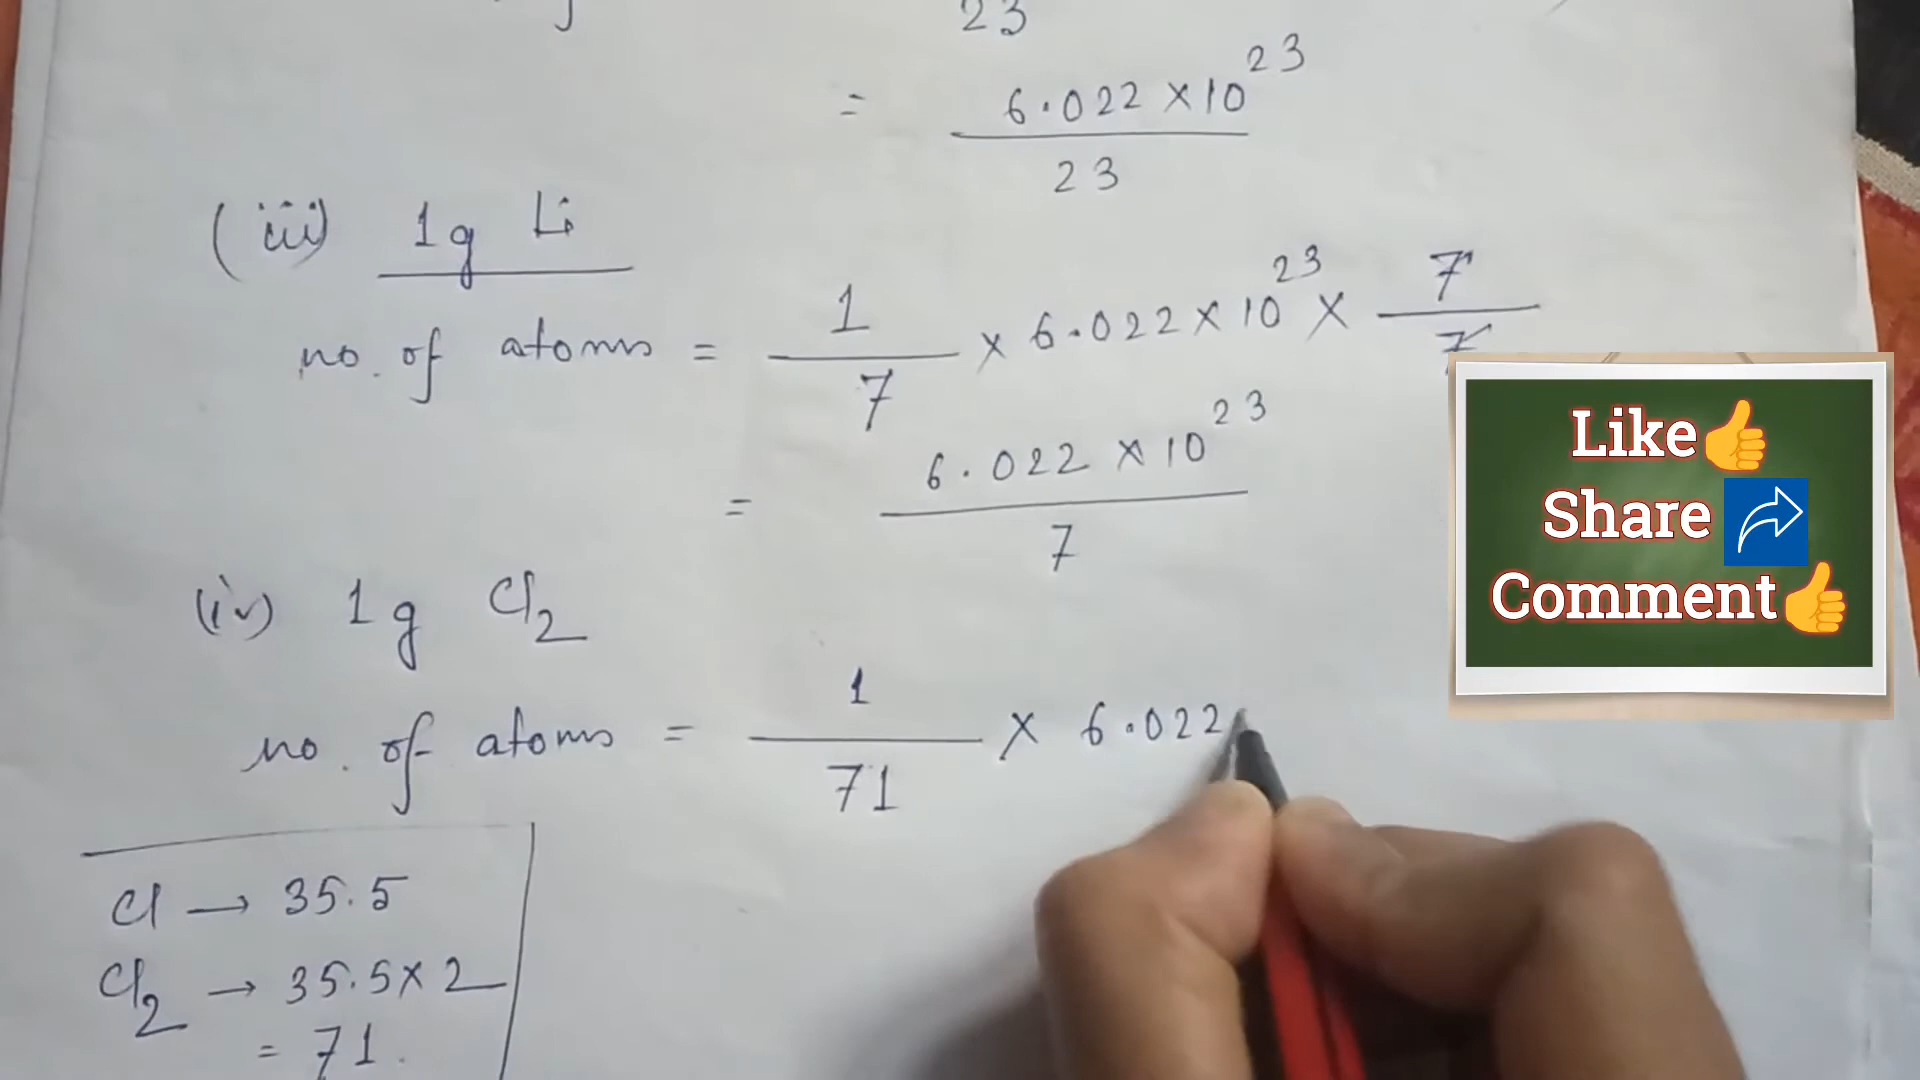 23
= 6.022 × 10^23
23
(iii) 1g Li
no. of atoms = 1/7 × 6.022 × 10^23 × 7/7
= 6.022 × 10^23
7
(iv) 1g Cl2
no. of atoms = 1/71 × 6.022
Cl → 35.5
Cl2 → 35.5 × 2
= 71.
Like👍
Share
Comment👍